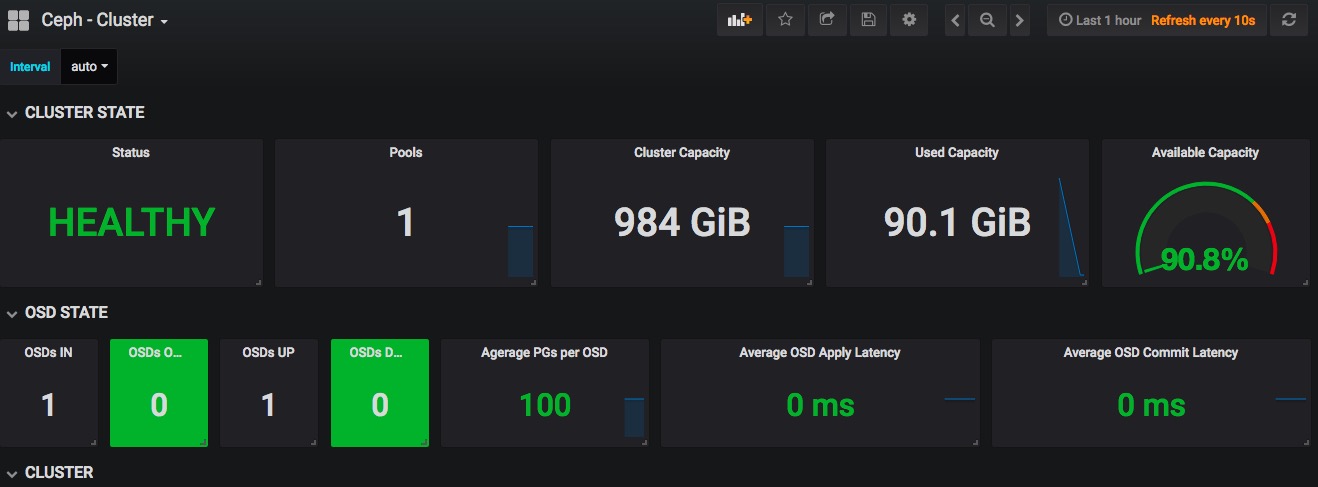 Ceph - Cluster
Last 1 hour Refresh every 10s
Interval auto
CLUSTER STATE
Status
HEALTHY
Pools
1
Cluster Capacity
984 GiB
Used Capacity
90.1 GiB
Available Capacity
90.8%
OSD STATE
OSDs IN
1
OSDs O...
0
OSDs UP
1
OSDs D...
0
Agerage PGs per OSD
100
Average OSD Apply Latency
0 ms
Average OSD Commit Latency
0 ms
CLUSTER